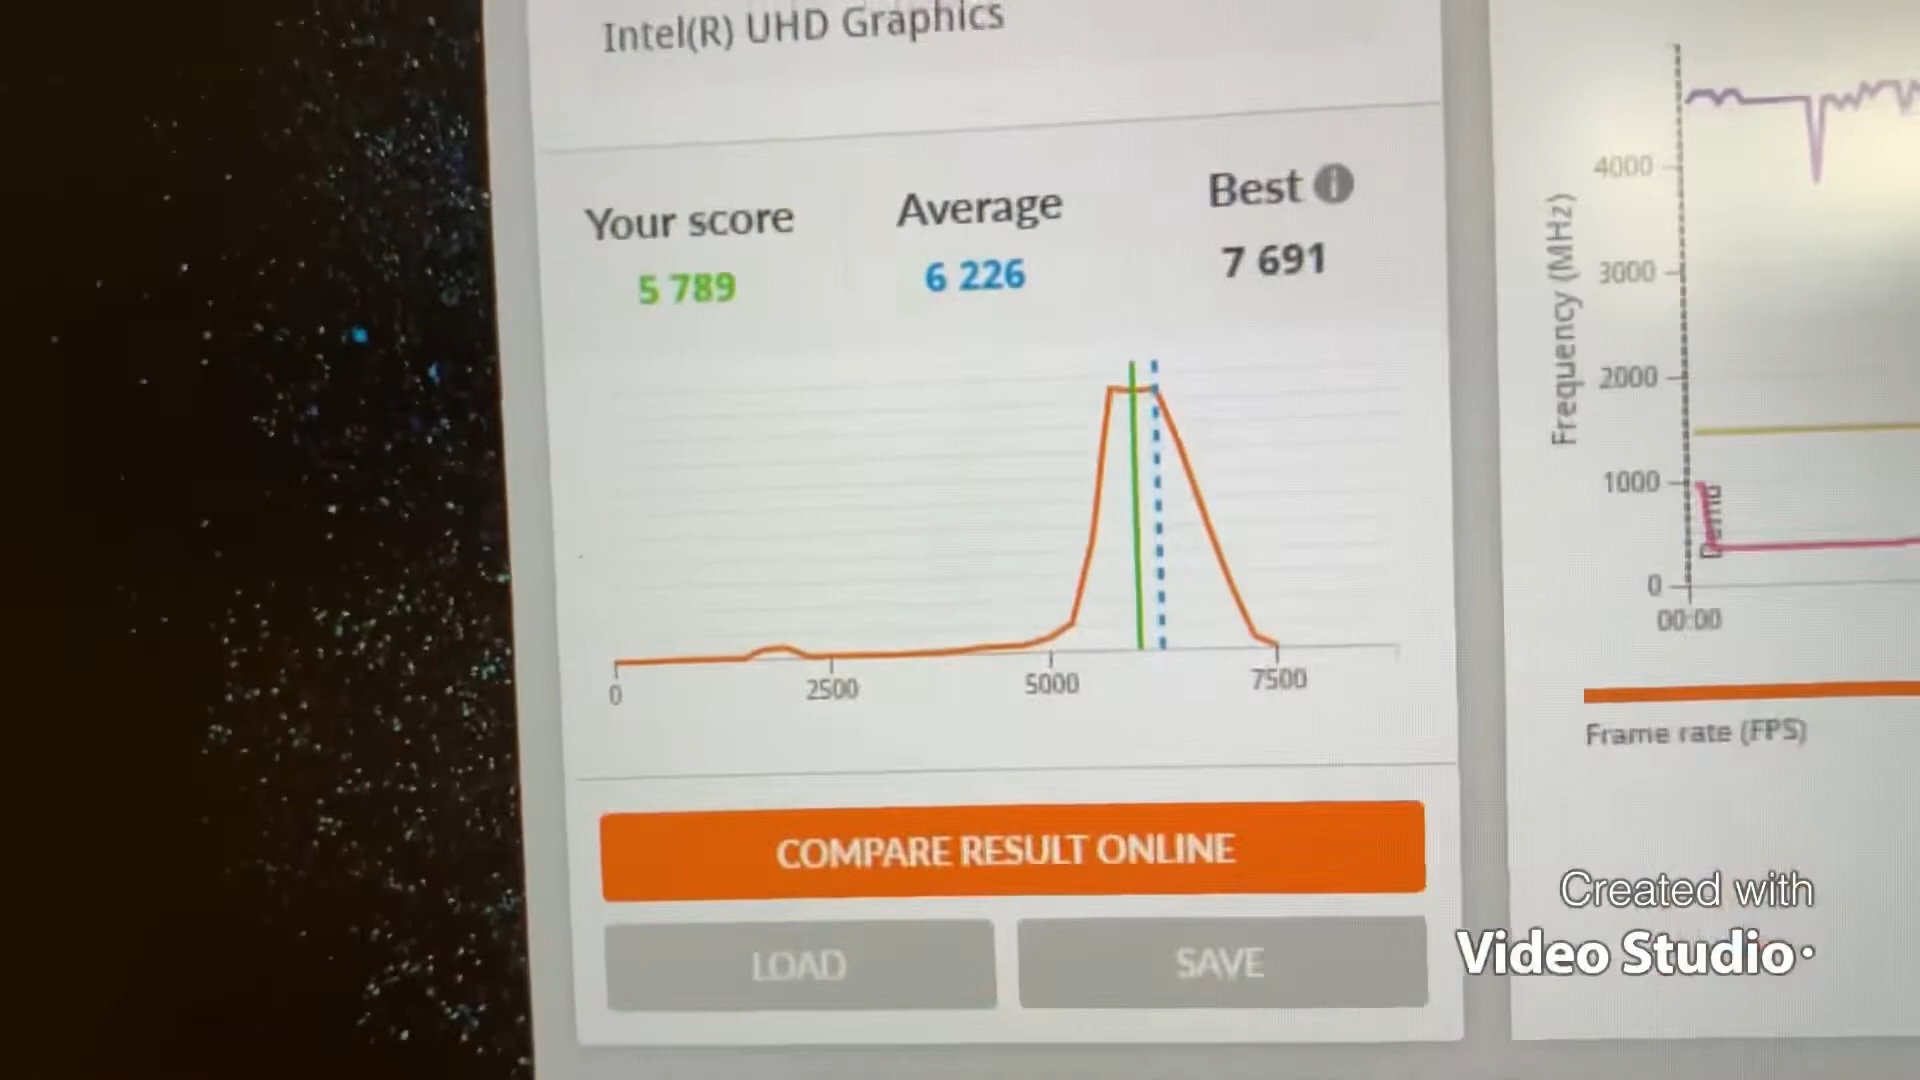 Intel(R) UHD Graphics
Your score
Average
Best i
5 789
6 226
7 691
0
2500
5000
7500
COMPARE RESULT ONLINE
LOAD
SAVE
Frequency (MHz)
4000
3000
2000
1000
0
Demo
00:00
Frame rate (FPS)
Created with
Video Studio